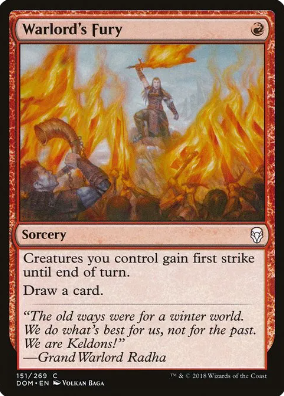 Warlord's Fury
Sorcery
Creatures you control gain first strike
until end of turn.
Draw a card.
"The old ways were for a winter world.
We do what's best for us, not for the past.
We are Keldons!"
—Grand Warlord Radha
151/269 C
DOM • EN VOLKAN BAGA
™ & © 2018 Wizards of the Coast